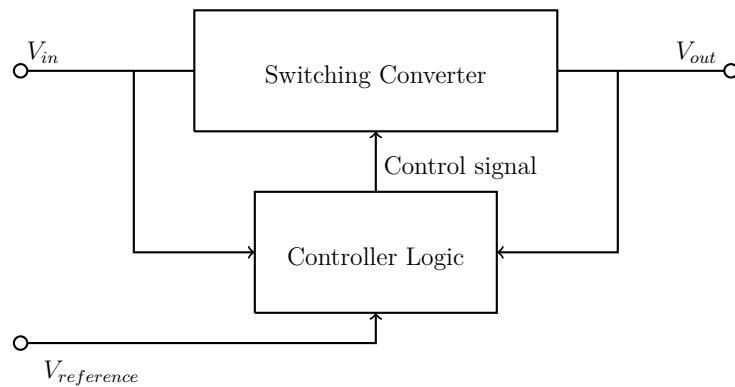 V_in
V_out
Switching Converter
Control signal
Controller Logic
V_reference